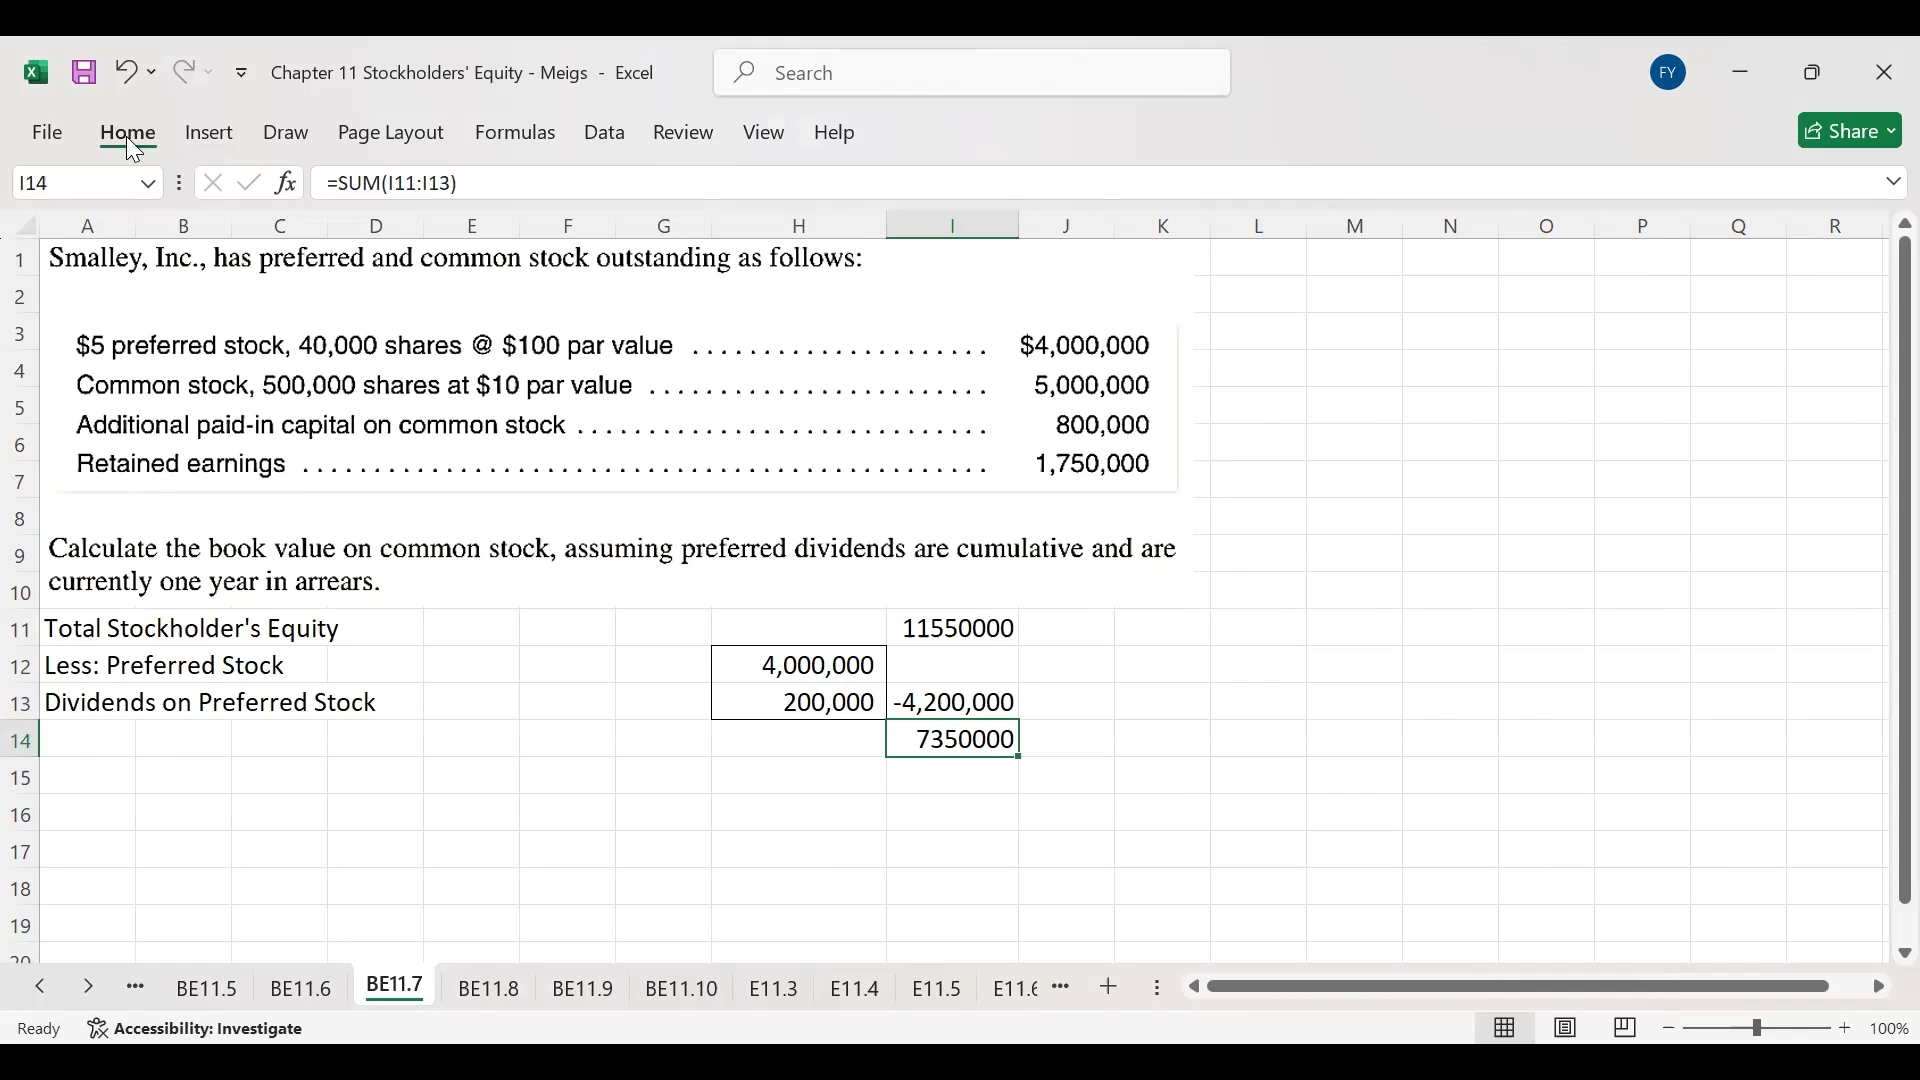 Chapter 11 Stockholders' Equity - Meigs - Excel
Search
FY
File Home Insert Draw Page Layout Formulas Data Review View Help
Share
I14 fx =SUM(I11:I13)
A B C D E F G H I J K L M N O P Q R
1 Smalley, Inc., has preferred and common stock outstanding as follows:
2
3 $5 preferred stock, 40,000 shares @ $100 par value ..................... $4,000,000
4 Common stock, 500,000 shares at $10 par value ........................ 5,000,000
5
6 Additional paid-in capital on common stock ............................. 800,000
7 Retained earnings ................................................ 1,750,000
8
9 Calculate the book value on common stock, assuming preferred dividends are cumulative and are
10 currently one year in arrears.
11 Total Stockholder's Equity 11550000
12 Less: Preferred Stock 4,000,000
13 Dividends on Preferred Stock 200,000 -4,200,000
14 7350000
15
16
17
18
19
20
BE11.5 BE11.6 BE11.7 BE11.8 BE11.9 BE11.10 E11.3 E11.4 E11.5 E11.6
Ready Accessibility: Investigate 100%